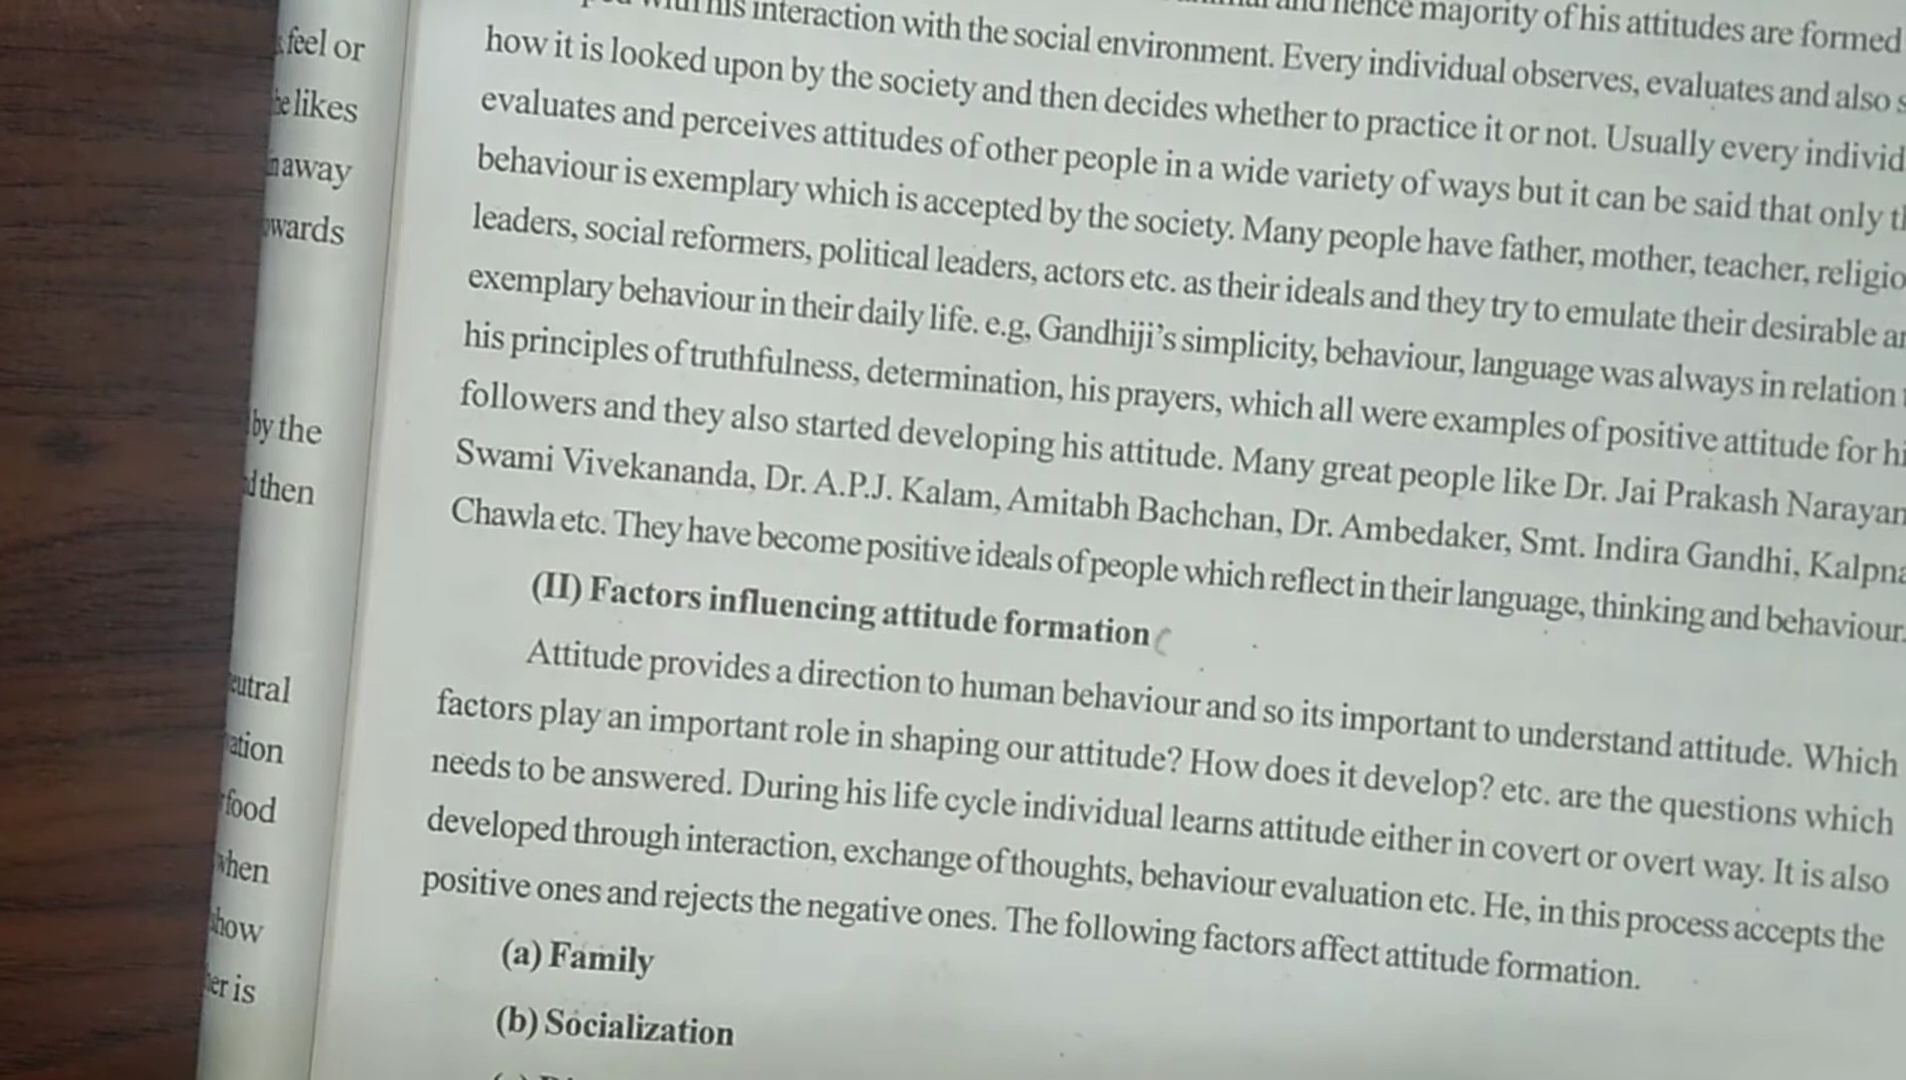 feel or
likes
away
by the
then
food
is
hence majority of his attitudes are formed
his interaction with the social environment. Every individual observes, evaluates and also
how it is looked upon by the society and then decides whether to practice it or not. Usually every
evaluates and perceives attitudes of other people in a wide variety of ways but it can be said that only
behaviour is exemplary which is accepted by the society. Many people have father, mother, teacher,
leaders, social reformers, political leaders, actors etc. as their ideals and they try to emulate their desirable
exemplary behaviour in their daily life. e.g, Gandhiji's simplicity, behaviour, language was always in relation
his principles of truthfulness, determination, his prayers, which all were examples of positive attitude for
followers and they also started developing his attitude. Many great people like Dr. Jai Prakash Narayan
Swami Vivekananda, Dr. A.P.J. Kalam, Amitabh Bachchan, Dr. Ambedaker, Smt. Indira Gandhi, Kalpna
Chawla etc. They have become positive ideals of people which reflect in their language, thinking and behaviour.
(II) Factors influencing attitude formation
Attitude provides a direction to human behaviour and so its important to understand attitude. Which
factors play an important role in shaping our attitude? How does it develop? etc. are the questions which
needs to be answered. During his life cycle individual learns attitude either in covert or overt way. It is also
developed through interaction, exchange of thoughts, behaviour evaluation etc. He, in this process accepts the
positive ones and rejects the negative ones. The following factors affect attitude formation.
(a) Family
(b) Socialization